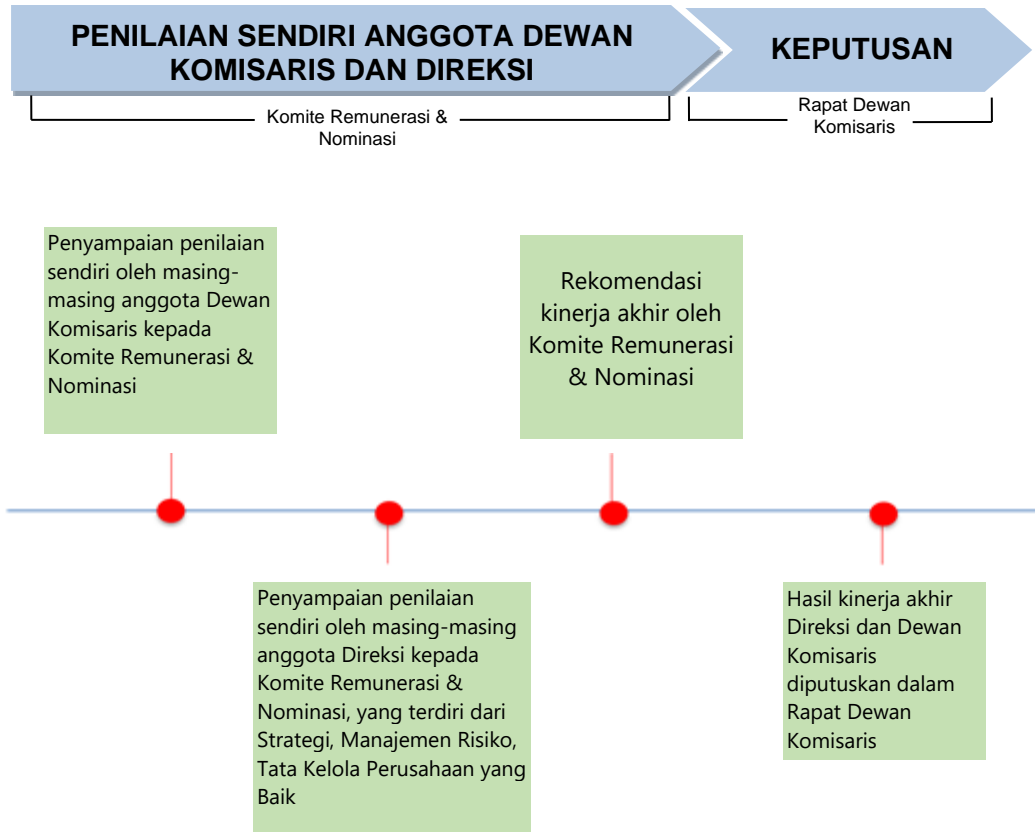 PENILAIAN SENDIRI ANGGOTA DEWAN
KOMISARIS DAN DIREKSI
KEPUTUSAN
Komite Remunerasi &
Nominasi
Rapat Dewan
Komisaris
Penyampaian penilaian
sendiri oleh masing-
masing anggota Dewan
Komisaris kepada
Komite Remunerasi &
Nominasi
Rekomendasi
kinerja akhir oleh
Komite Remunerasi
& Nominasi
Penyampaian penilaian
sendiri oleh masing-masing
anggota Direksi kepada
Komite Remunerasi &
Nominasi, yang terdiri dari
Strategi, Manajemen Risiko,
Tata Kelola Perusahaan yang
Baik
Hasil kinerja akhir
Direksi dan Dewan
Komisaris
diputuskan dalam
Rapat Dewan
Komisaris